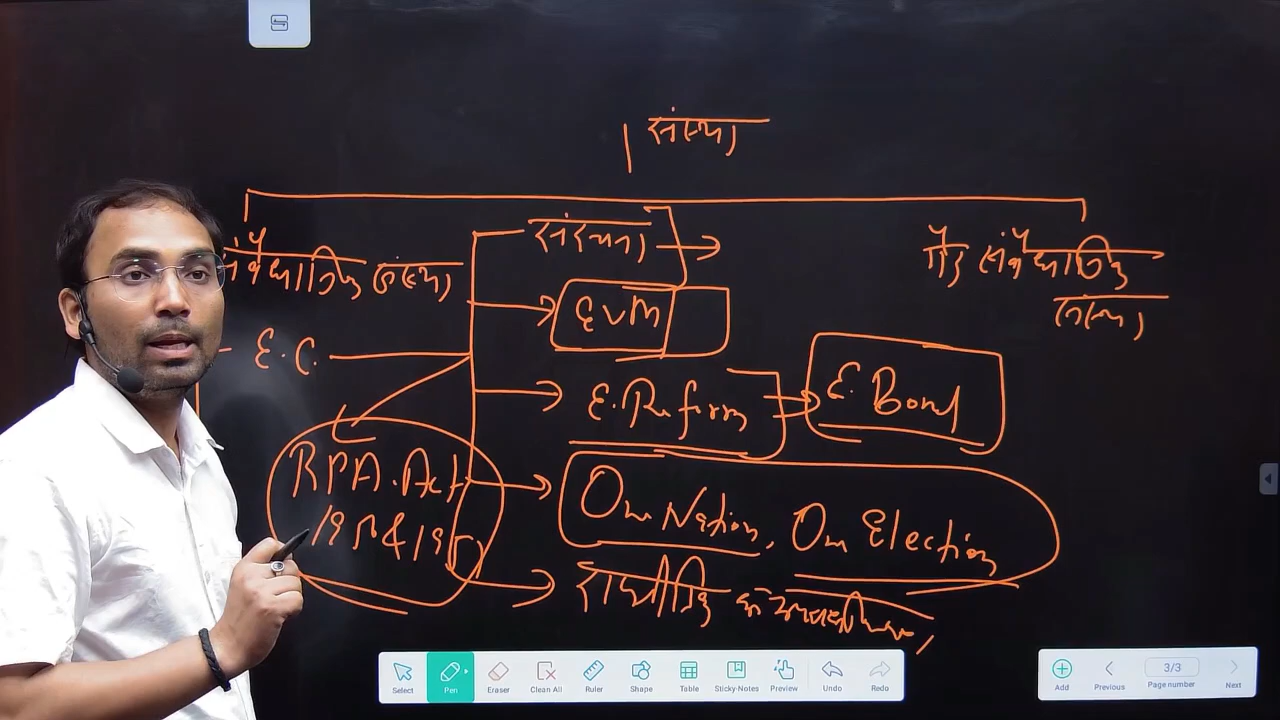 संस्था
संवैधानिक संस्था
संरचना
गैर संवैधानिक
संस्था
EVM
E.C.
E. Reform
E. Bond
RPA. Act
1950 & 1951
One Nation, One Election
Select
Pen
Eraser
Clean All
Ruler
Shape
Table
Sticky-Notes
Preview
Undo
Redo
Add
Previous
3/3
Page number
Next